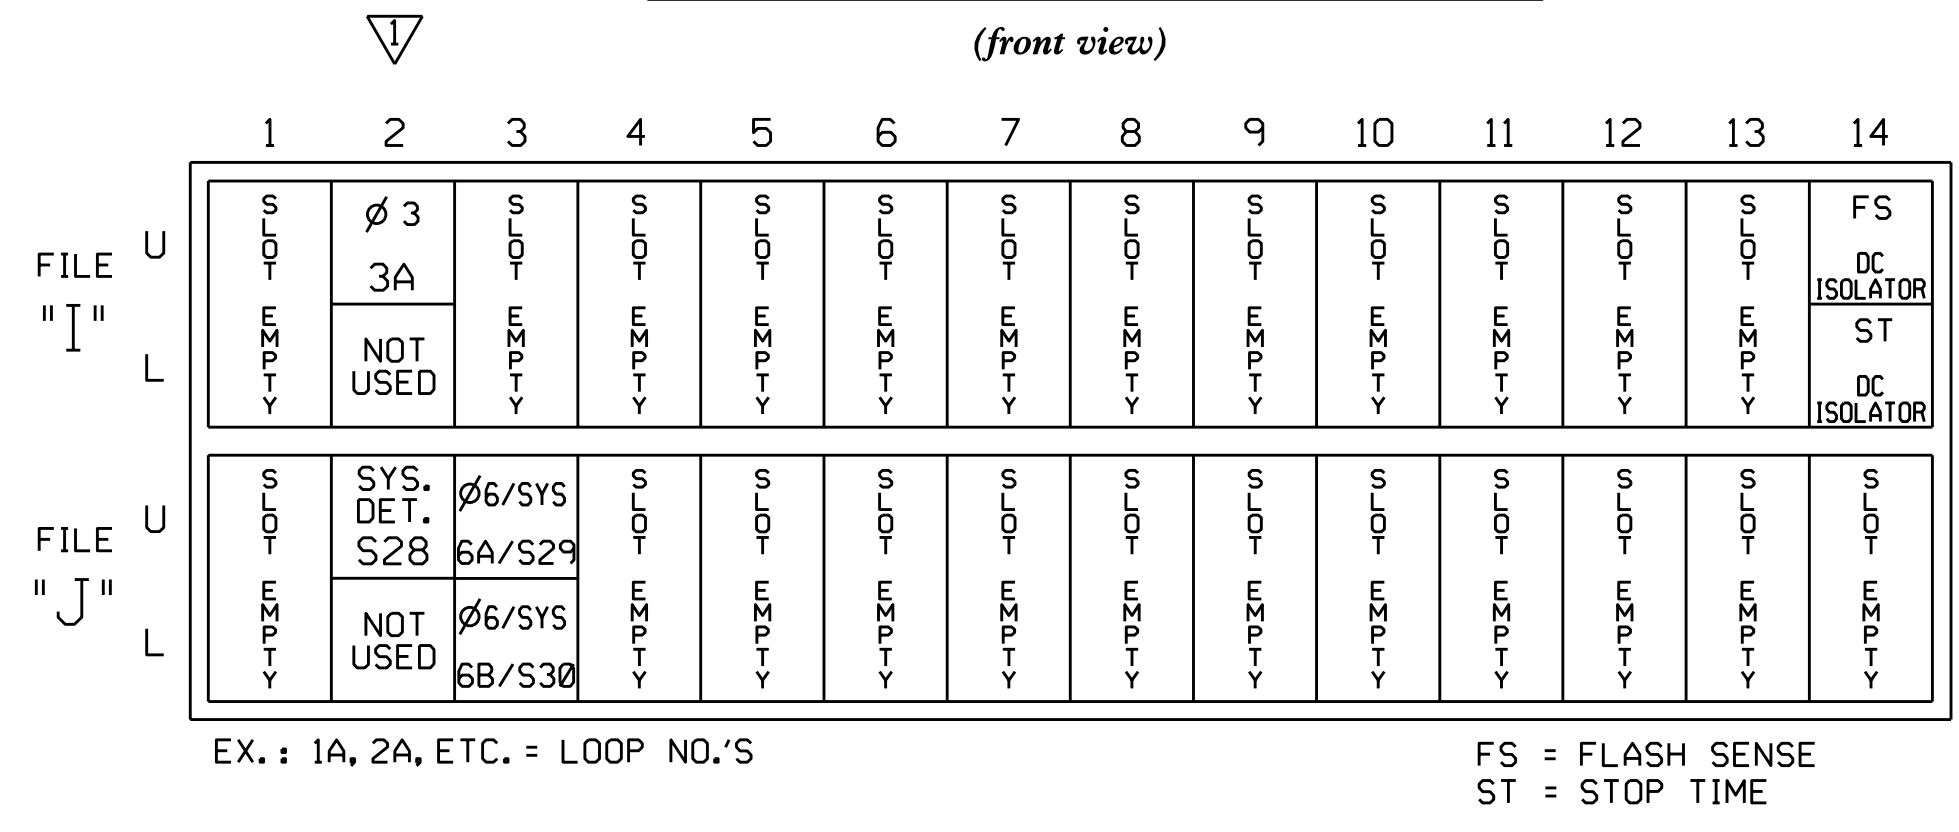 1
(front view)
1 2 3 4 5 6 7 8 9 10 11 12 13 14
FILE "I"
U
L
SLOT EMPTY
Ø 3
3A
NOT USED
SLOT EMPTY
SLOT EMPTY
SLOT EMPTY
SLOT EMPTY
SLOT EMPTY
SLOT EMPTY
SLOT EMPTY
SLOT EMPTY
SLOT EMPTY
SLOT EMPTY
SLOT EMPTY
FS
DC
ISOLATOR
ST
DC
ISOLATOR
FILE "J"
U
L
SLOT EMPTY
SYS.
DET.
S28
NOT USED
Ø6/SYS
6A/S29
Ø6/SYS
6B/S30
SLOT EMPTY
SLOT EMPTY
SLOT EMPTY
SLOT EMPTY
SLOT EMPTY
SLOT EMPTY
SLOT EMPTY
SLOT EMPTY
SLOT EMPTY
SLOT EMPTY
SLOT EMPTY
EX.: 1A, 2A, ETC. = LOOP NO.'S
FS = FLASH SENSE
ST = STOP TIME